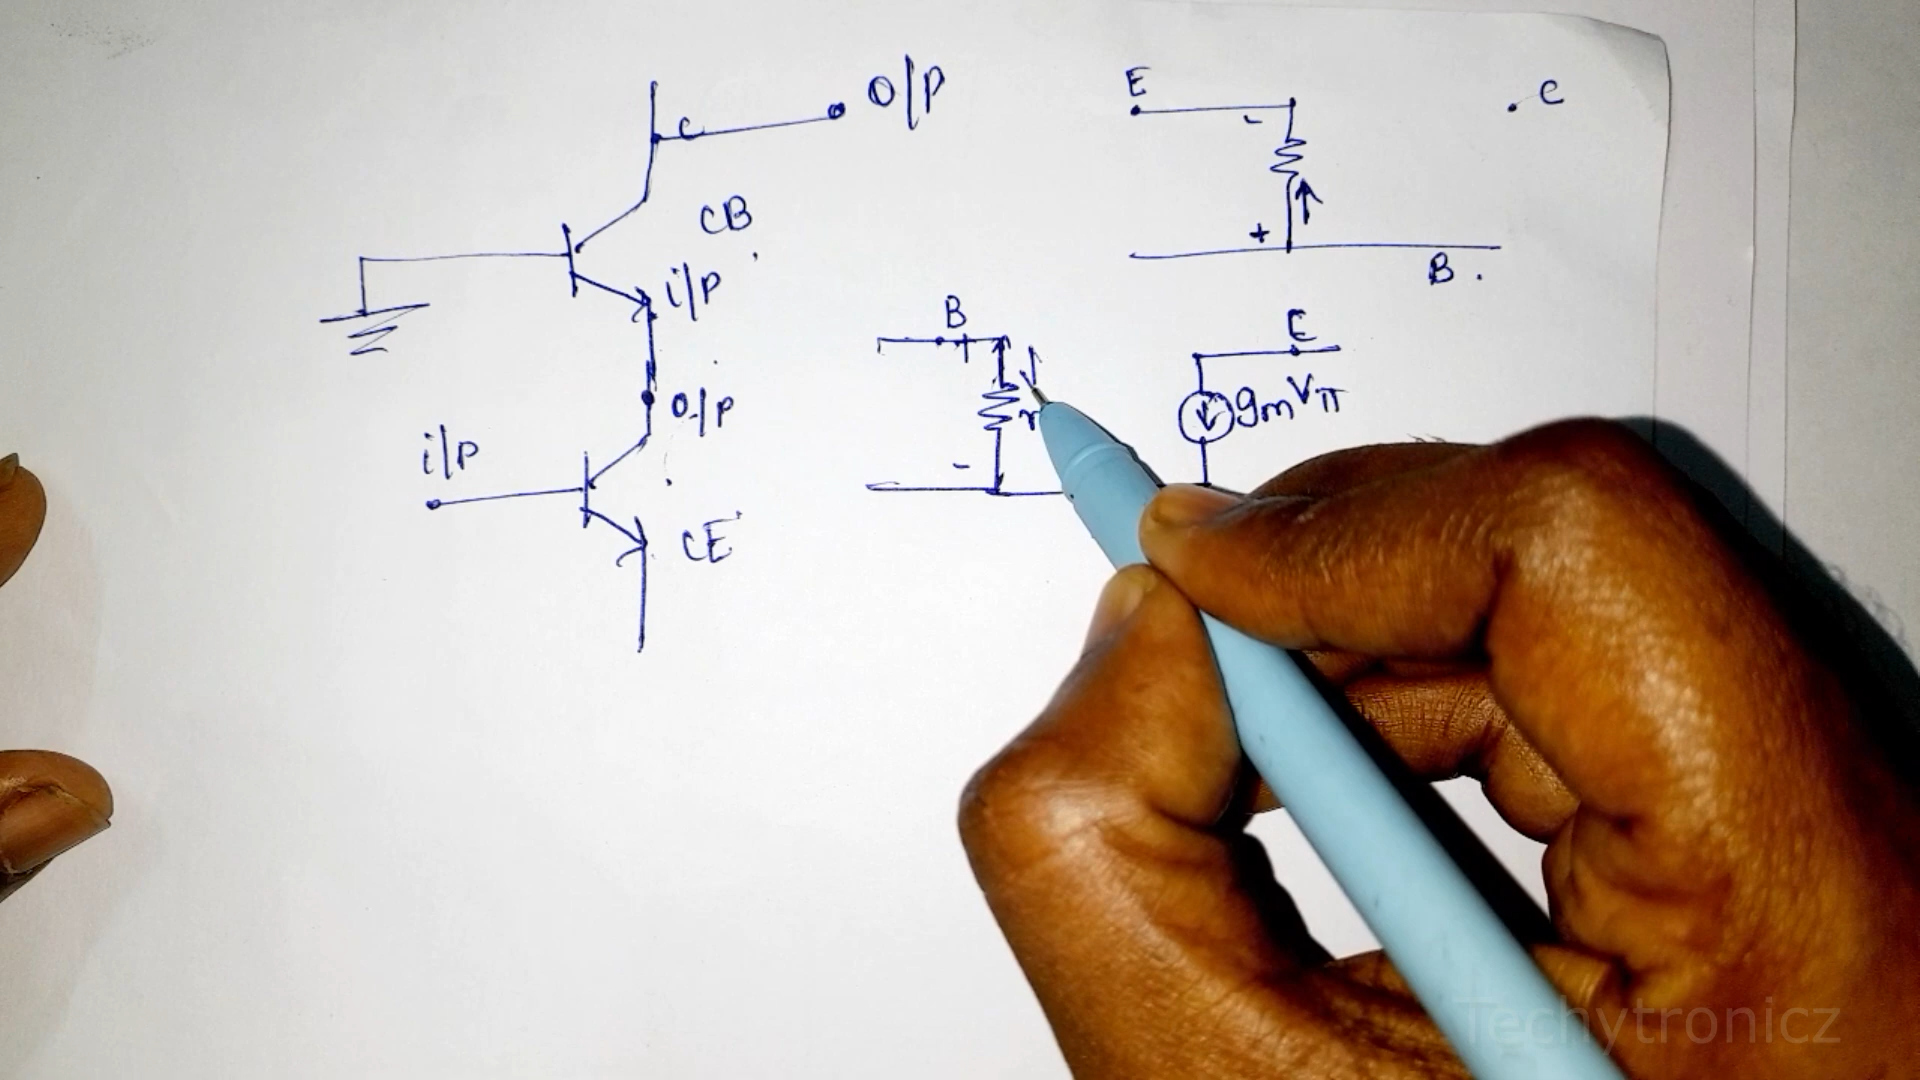 O/P
C
CB
i/P
O/P
i/P
CE
E
C
-
+
B
B
+
r
-
E
gmVπ
Techytronicz